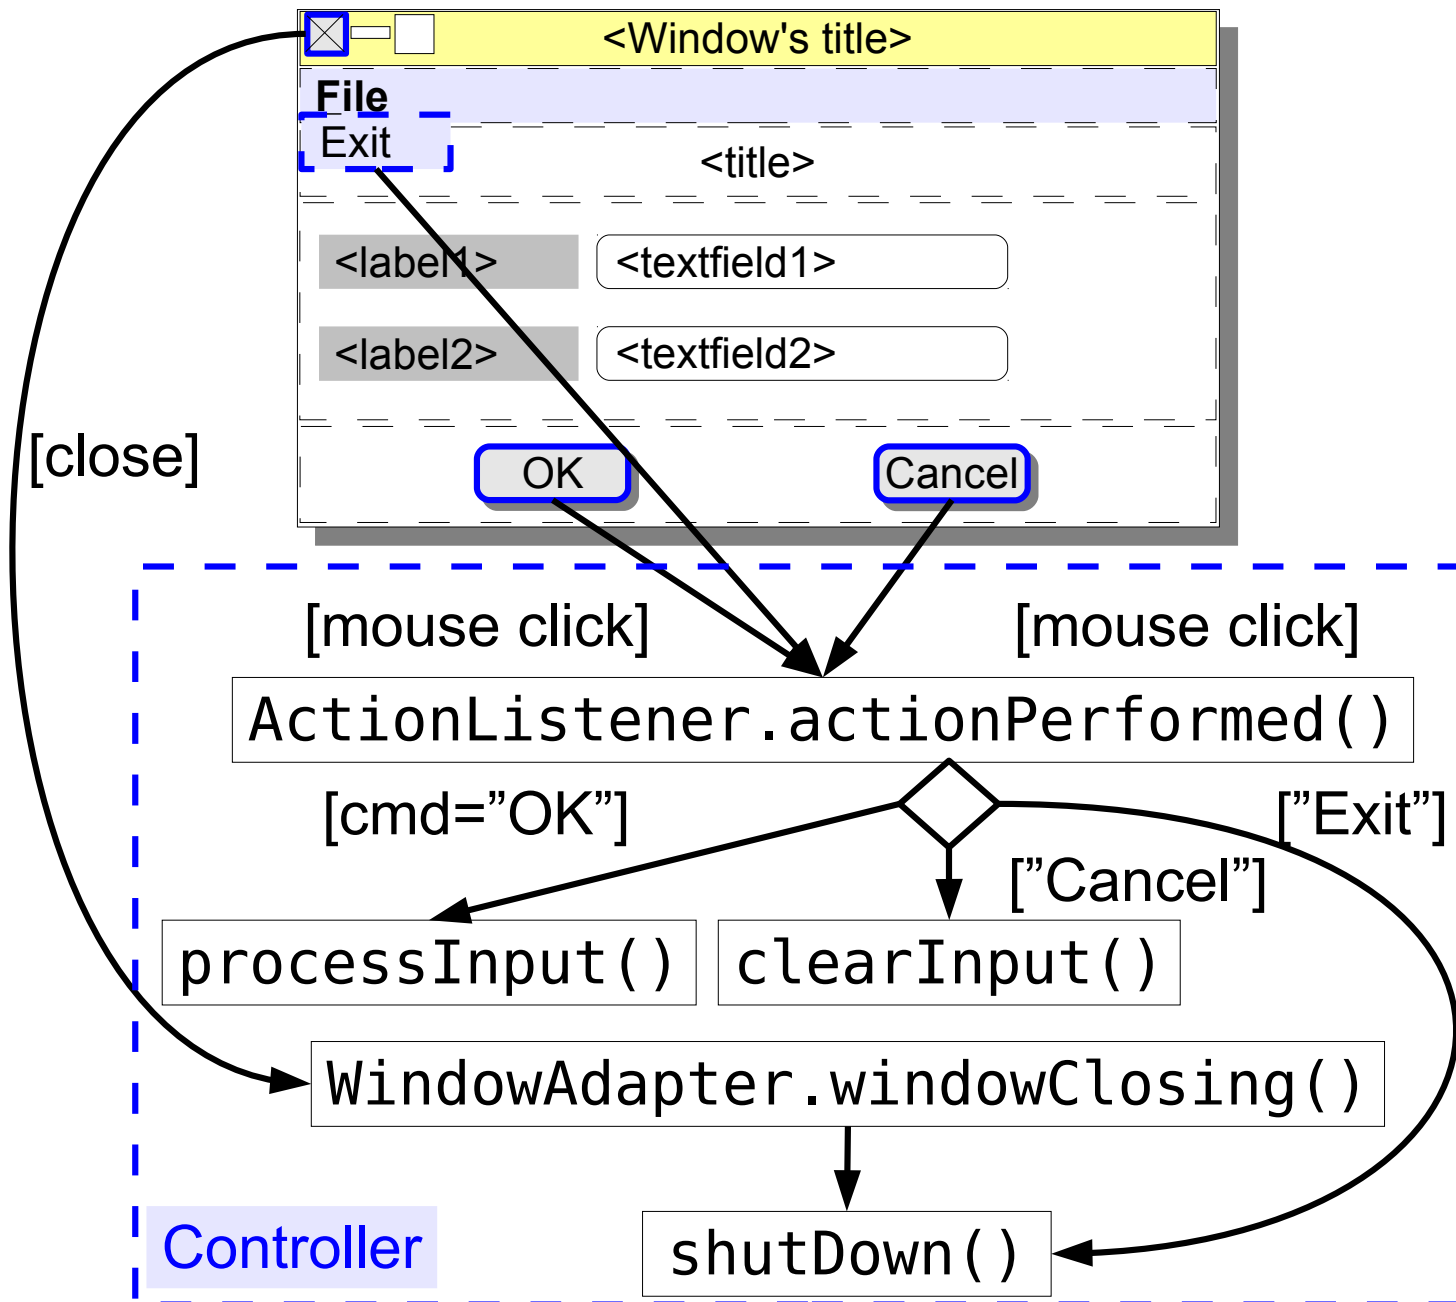 <Window's title>
File
Exit
<title>
<label1> <textfield1>
<label2> <textfield2>
[close]
OK Cancel
[mouse click] [mouse click]
ActionListener.actionPerformed()
[cmd=”OK”] [”Exit”]
[”Cancel”]
processInput() clearInput()
WindowAdapter.windowClosing()
Controller shutDown()